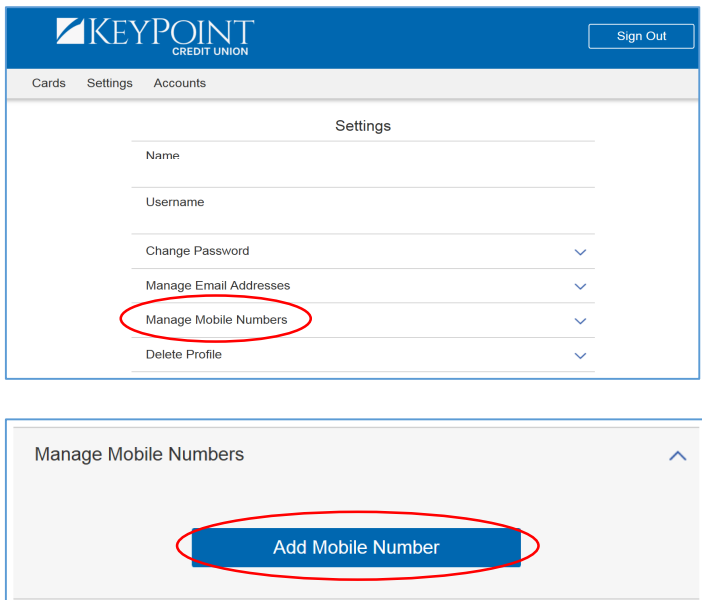 KEYPOINT
CREDIT UNION
Sign Out
Cards Settings Accounts
Settings
Name
Username
Change Password
Manage Email Addresses
Manage Mobile Numbers
Delete Profile
Manage Mobile Numbers
Add Mobile Number